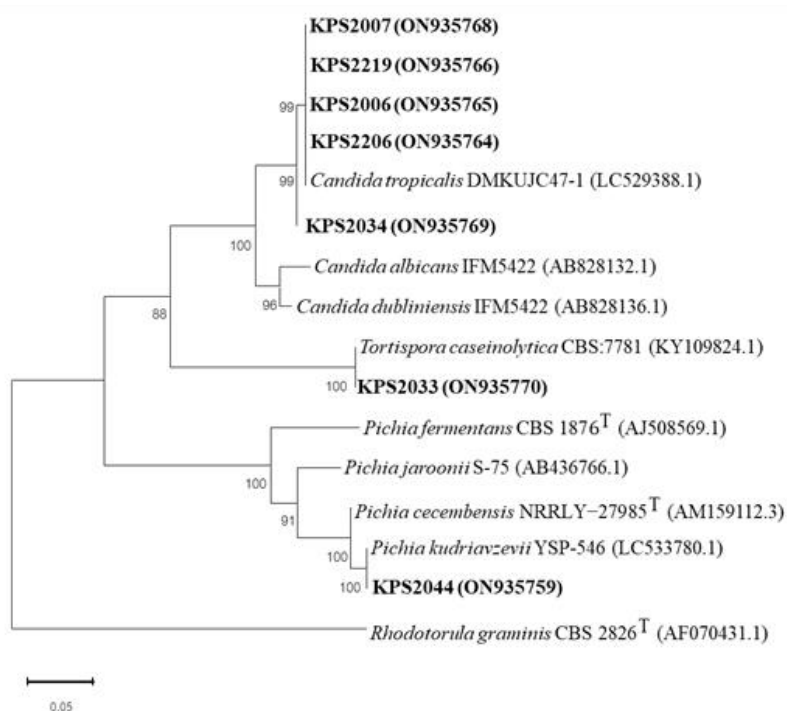 KPS2007 (ON935768)
KPS2219 (ON935766)
99
KPS2006 (ON935765)
KPS2206 (ON935764)
99
Candida tropicalis DMKUJC47-1 (LC529388.1)
KPS2034 (ON935769)
100
Candida albicans IFM5422 (AB828132.1)
96
Candida dubliniensis IFM5422 (AB828136.1)
88
Tortispora caseinolytica CBS:7781 (KY109824.1)
100
KPS2033 (ON935770)
Pichia fermentans CBS 1876T (AJ508569.1)
100
Pichia jaroonii S-75 (AB436766.1)
91
Pichia cecembensis NRRLY−27985T (AM159112.3)
100
Pichia kudriavzevii YSP-546 (LC533780.1)
100
KPS2044 (ON935759)
Rhodotorula graminis CBS 2826T (AF070431.1)
0.05